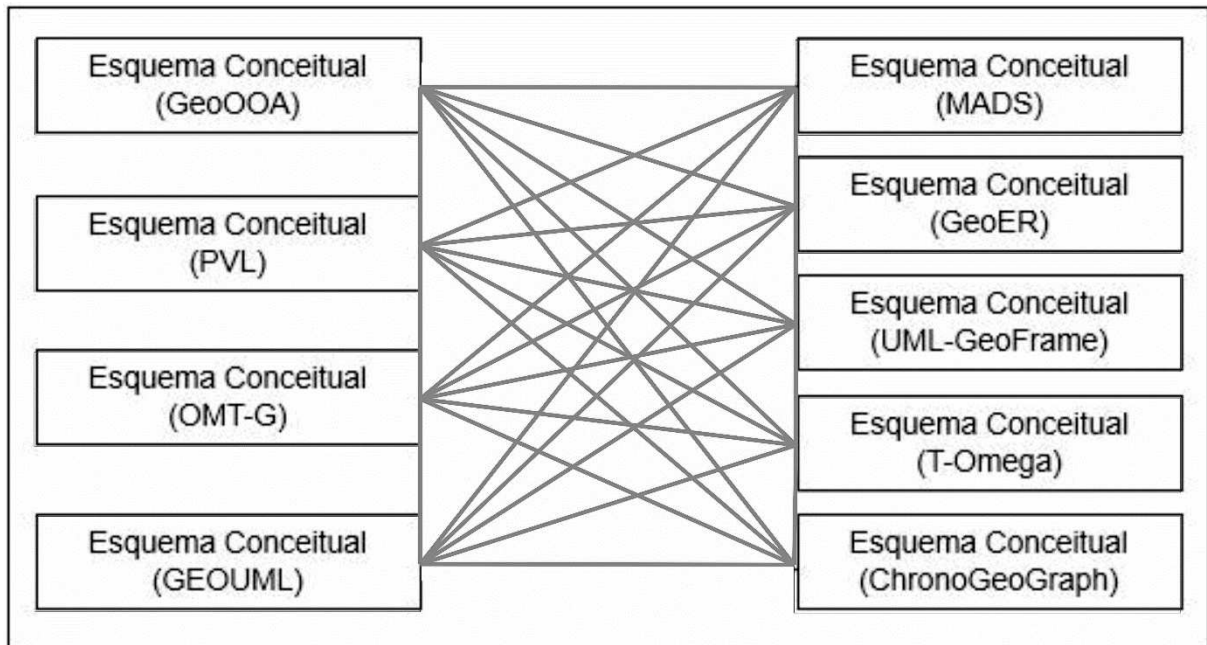 Esquema Conceitual
(GeoOOA)
Esquema Conceitual
(PVL)
Esquema Conceitual
(OMT-G)
Esquema Conceitual
(GEOUML)
Esquema Conceitual
(MADS)
Esquema Conceitual
(GeoER)
Esquema Conceitual
(UML-GeoFrame)
Esquema Conceitual
(T-Omega)
Esquema Conceitual
(ChronoGeoGraph)